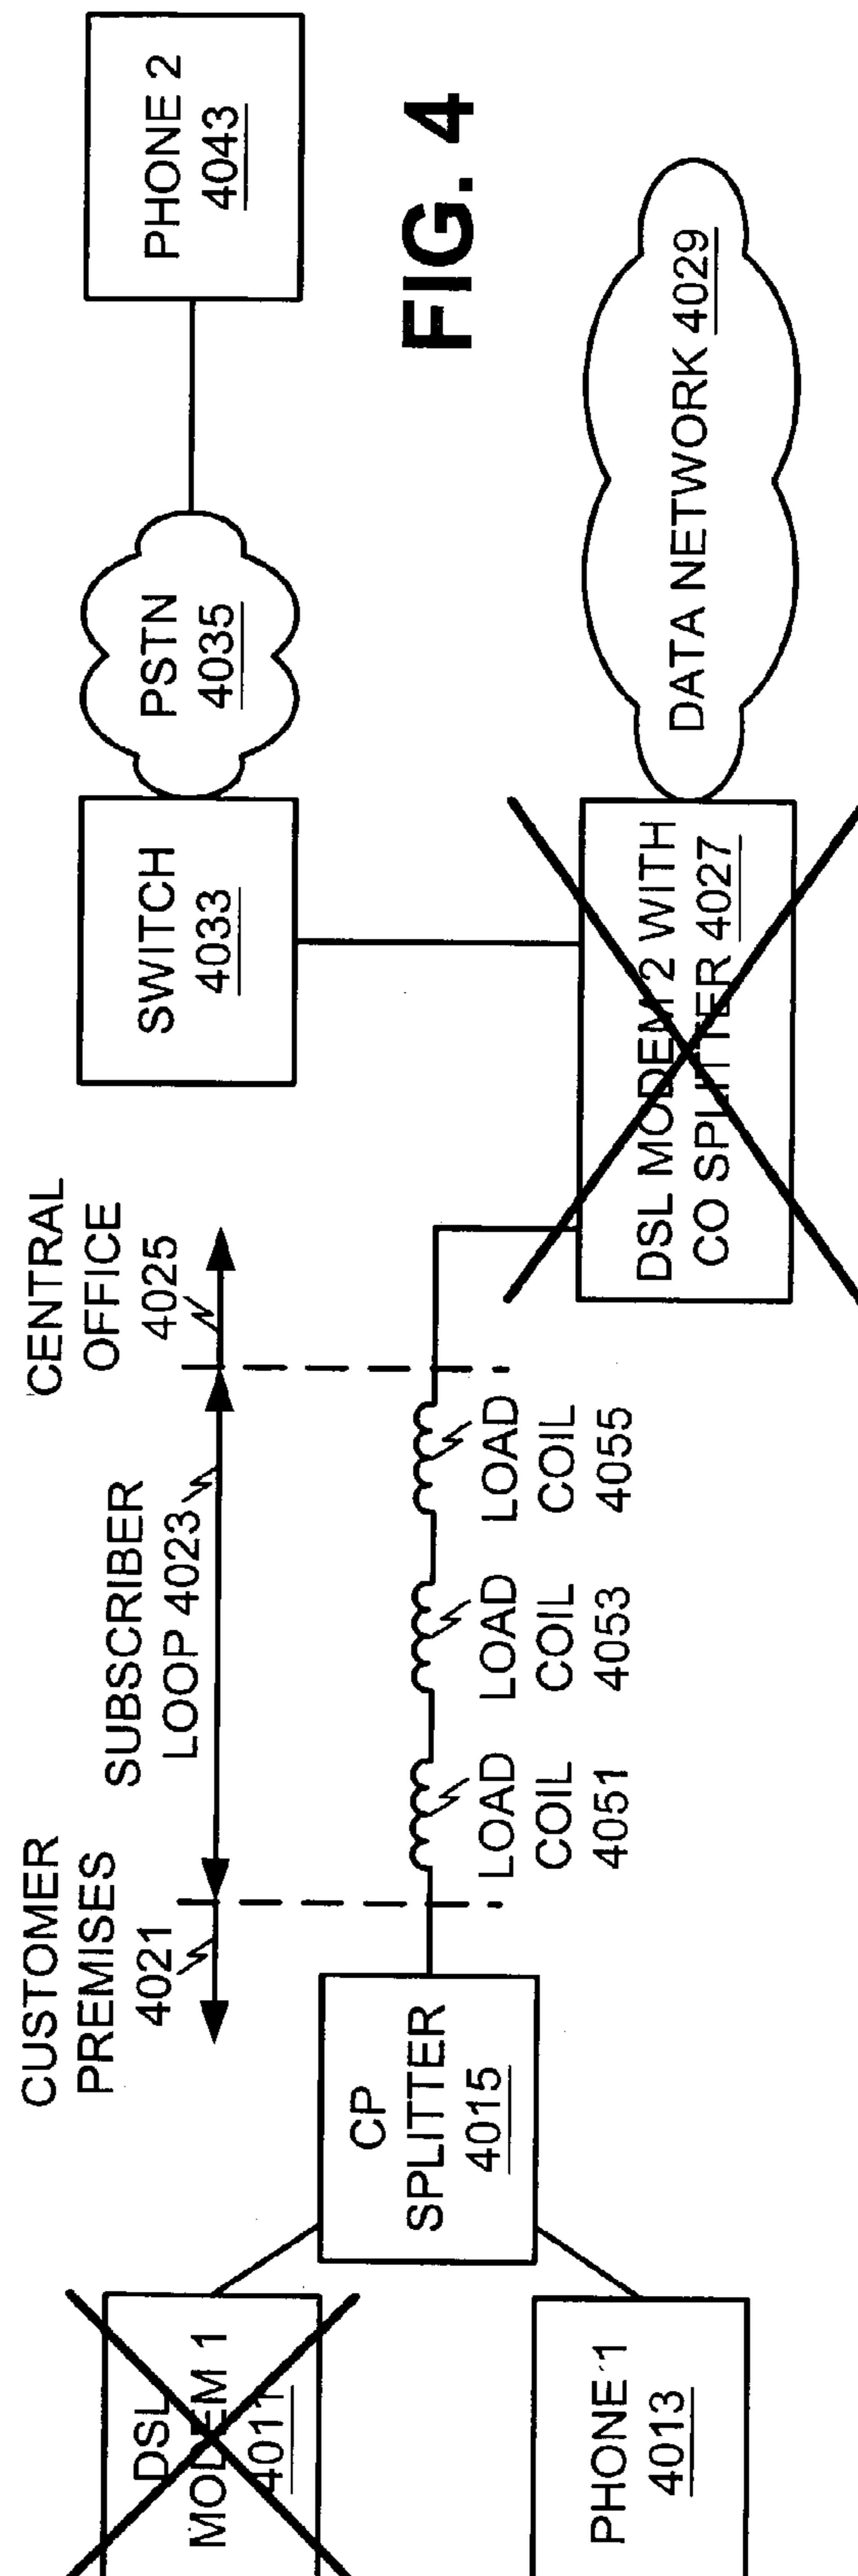 CUSTOMER
PREMISES
4021
SUBSCRIBER
LOOP 4023
CENTRAL
OFFICE
4025
DSL
MODEM 1
4011
PHONE 1
4013
CP
SPLITTER
4015
LOAD
COIL
4051
LOAD
COIL
4053
LOAD
COIL
4055
SWITCH
4033
PSTN
4035
PHONE 2
4043
DSL MODEM 2 WITH
CO SPLITTER 4027
DATA NETWORK 4029
FIG. 4